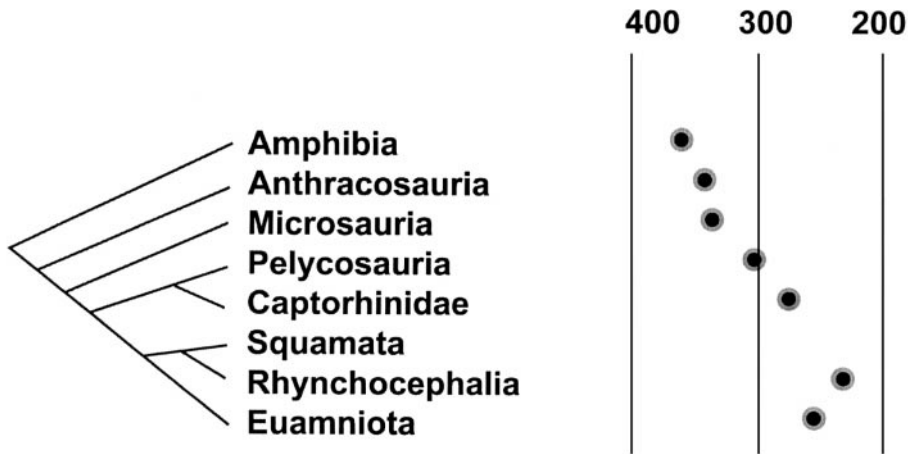 400 300 200
Amphibia
Anthracosauria
Microsauria
Pelycosauria
Captorhinidae
Squamata
Rhynchocephalia
Euamniota